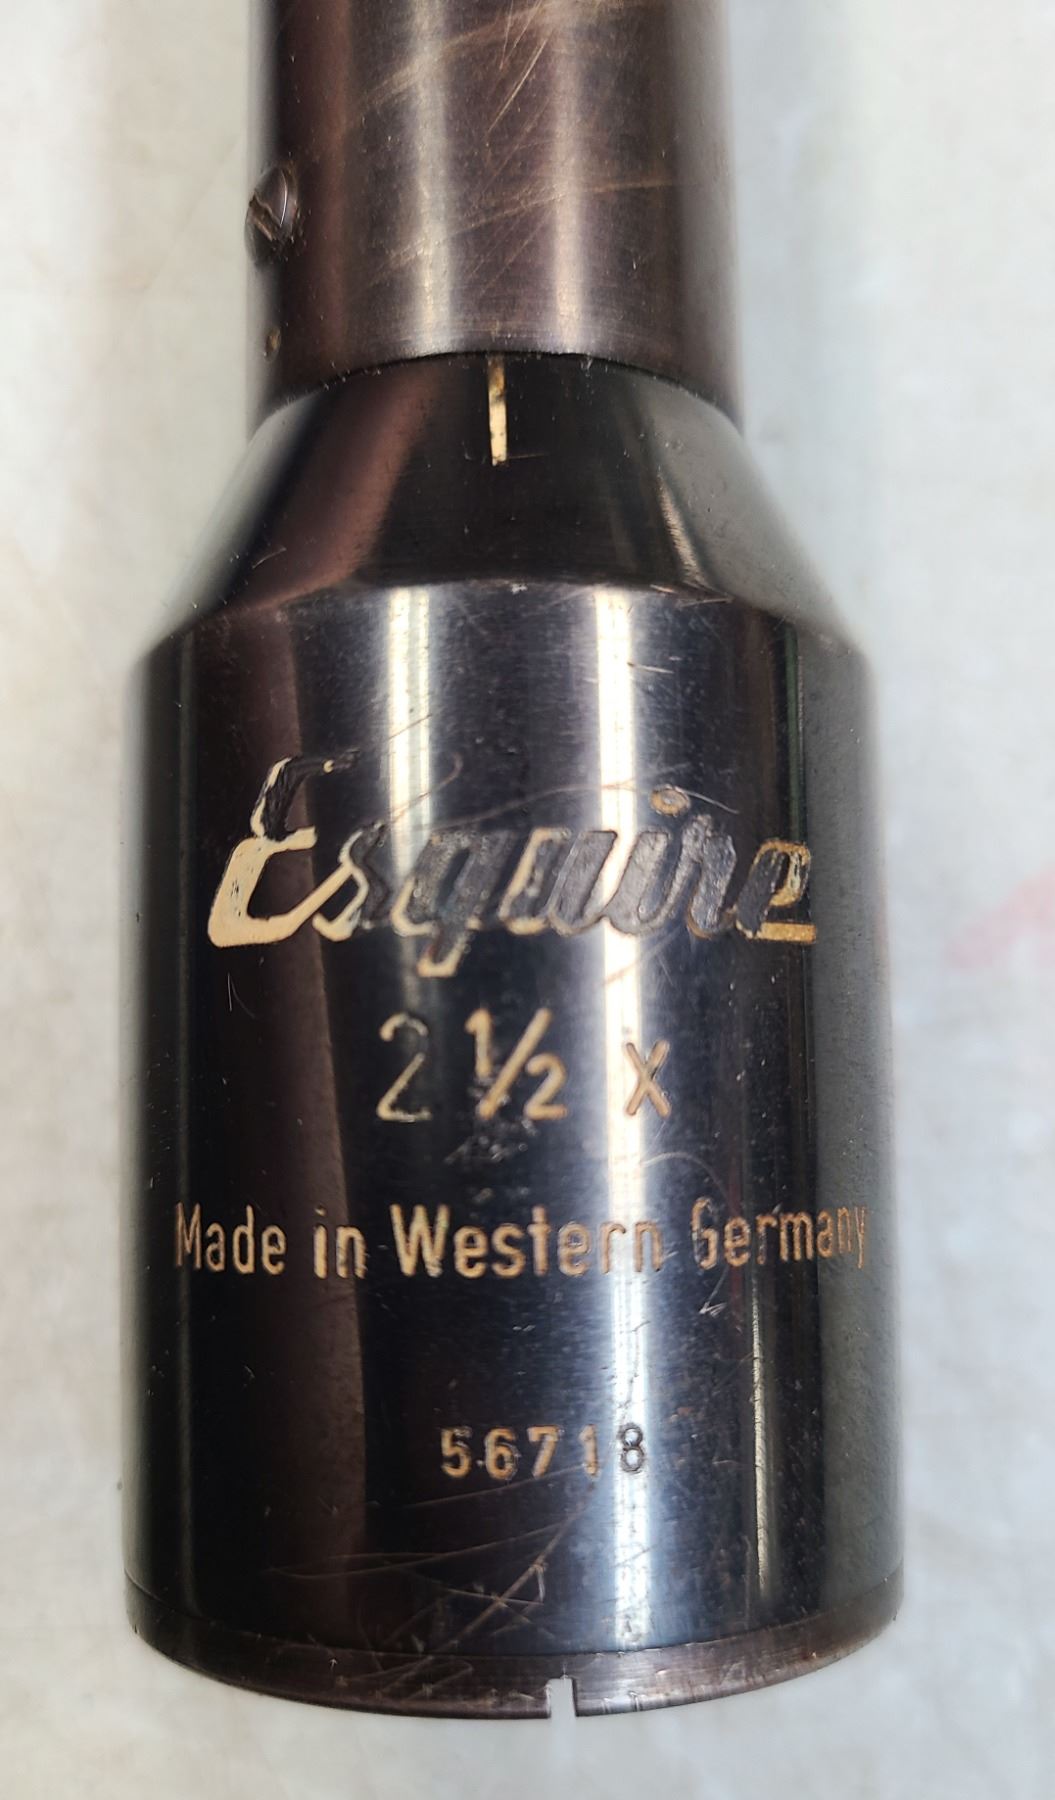 Esquire
2 ½ x
Made in Western Germany
56718